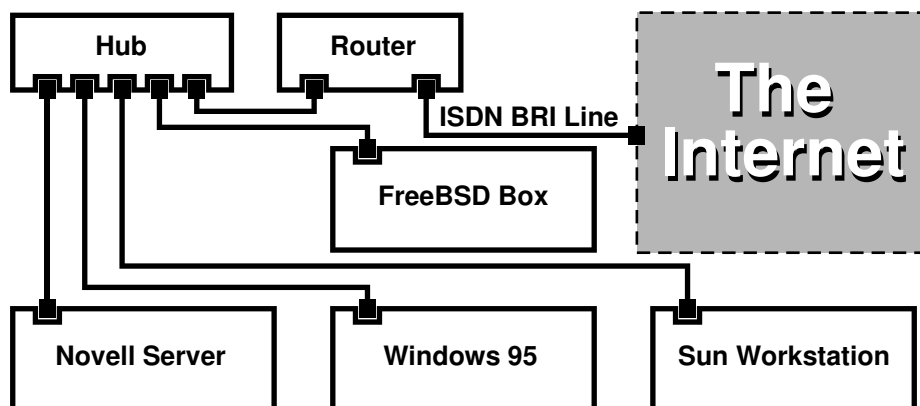 Hub
Router
The
Internet
ISDN BRI Line
FreeBSD Box
Novell Server
Windows 95
Sun Workstation